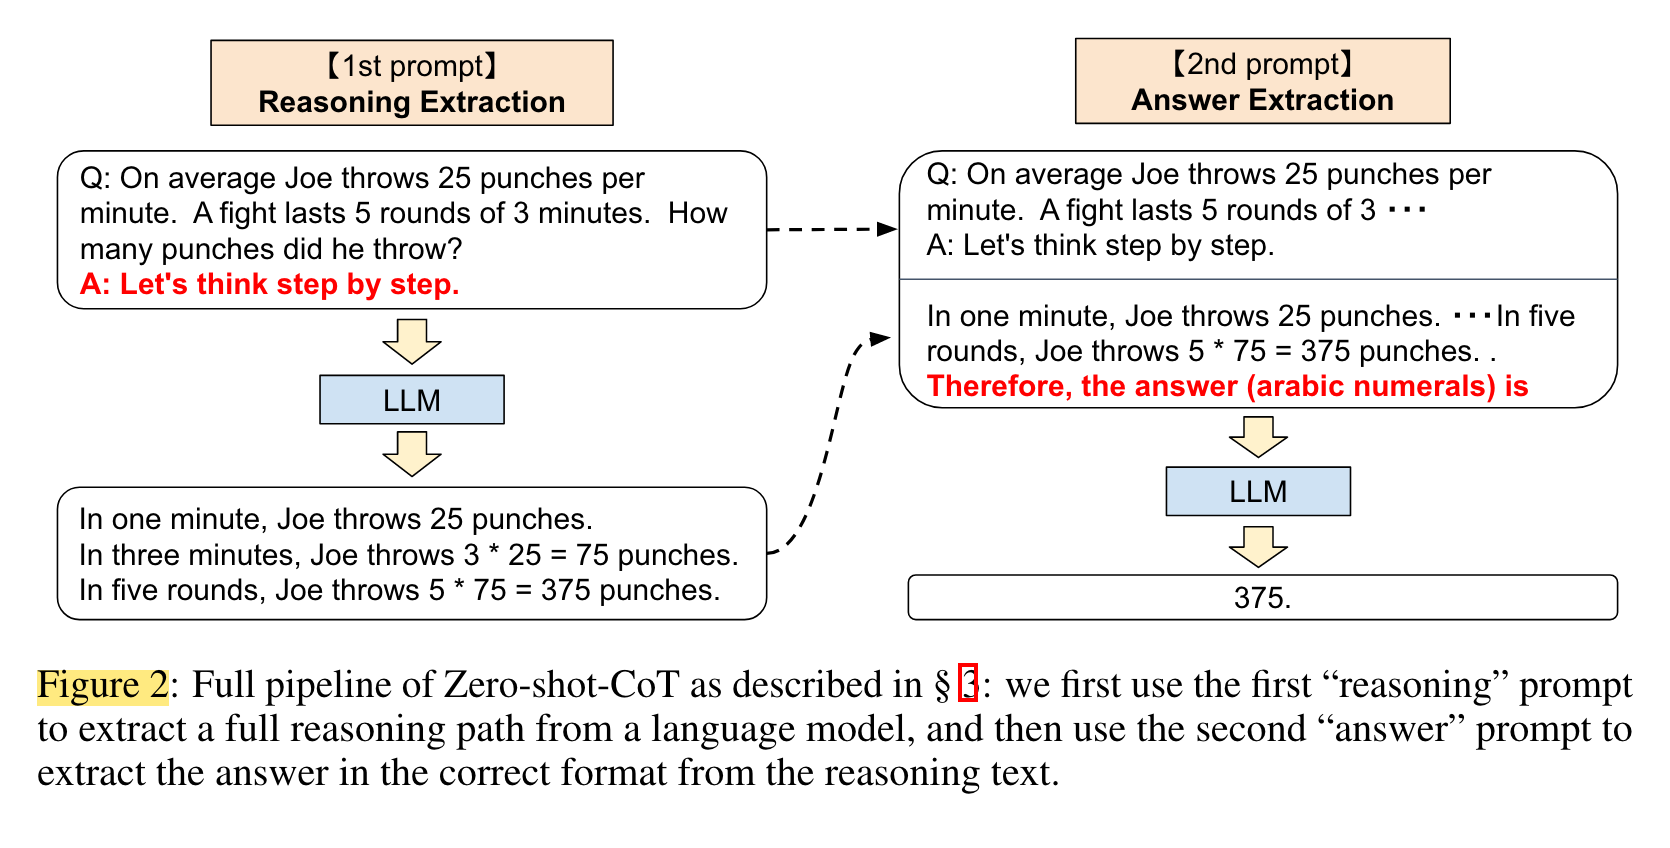 【1st prompt】
Reasoning Extraction
Q: On average Joe throws 25 punches per
minute.  A fight lasts 5 rounds of 3 minutes.  How
many punches did he throw?
A: Let's think step by step.
LLM
In one minute, Joe throws 25 punches.
In three minutes, Joe throws 3 * 25 = 75 punches.
In five rounds, Joe throws 5 * 75 = 375 punches.
【2nd prompt】
Answer Extraction
Q: On average Joe throws 25 punches per
minute.  A fight lasts 5 rounds of 3 ･･･
A: Let's think step by step.
In one minute, Joe throws 25 punches. ･･･In five
rounds, Joe throws 5 * 75 = 375 punches. .
Therefore, the answer (arabic numerals) is
LLM
375.
Figure 2: Full pipeline of Zero-shot-CoT as described in § 3: we first use the first “reasoning” prompt
to extract a full reasoning path from a language model, and then use the second “answer” prompt to
extract the answer in the correct format from the reasoning text.